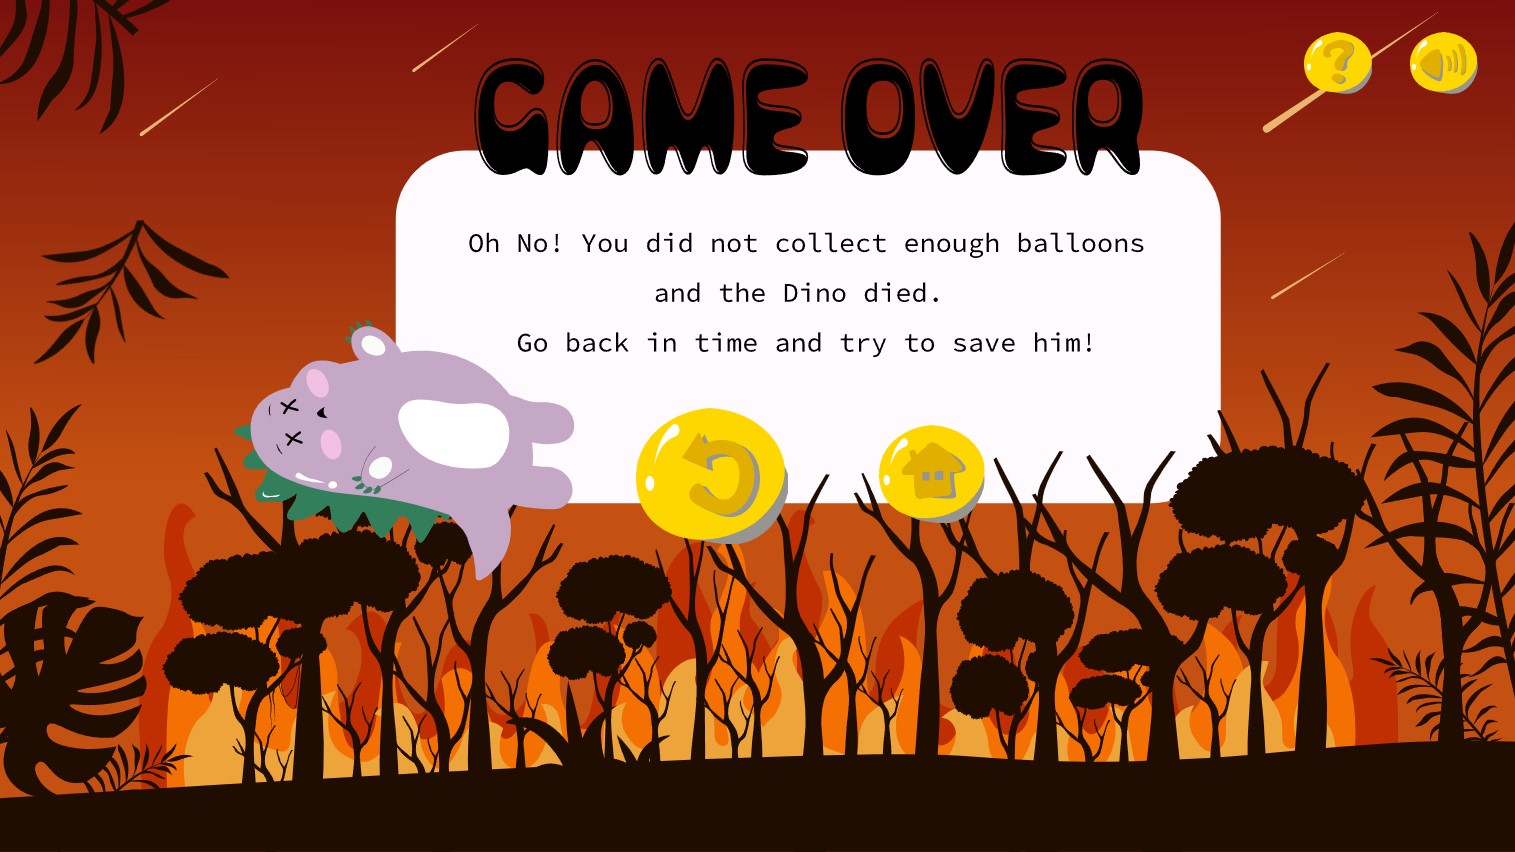 GAME OVER
?
Oh No! You did not collect enough balloons
and the Dino died.
Go back in time and try to save him!